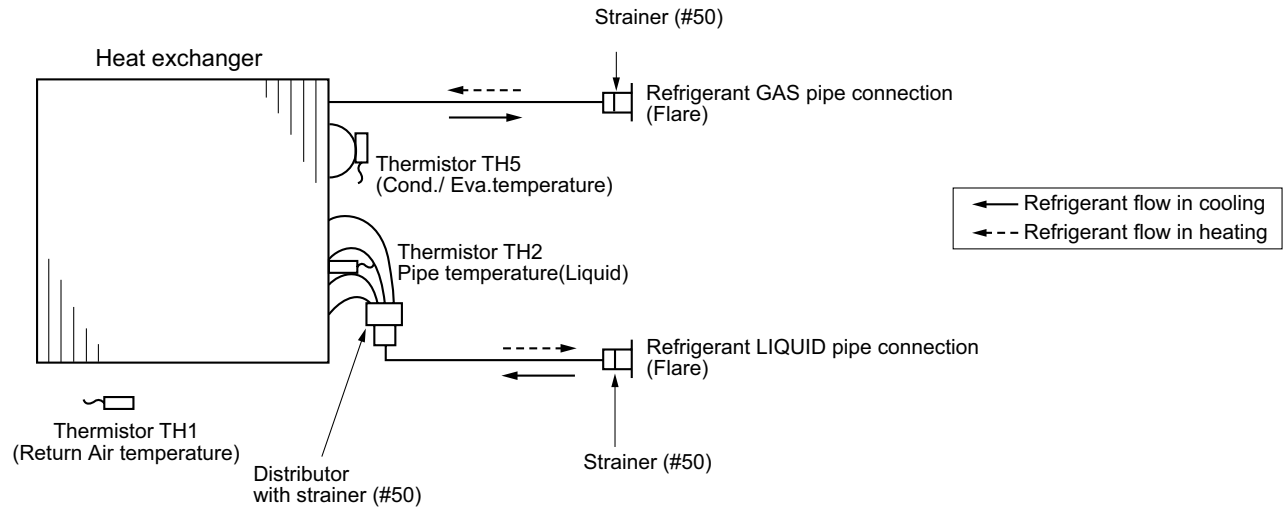 Strainer (#50)
Heat exchanger
Refrigerant GAS pipe connection
(Flare)
Thermistor TH5
(Cond./ Eva.temperature)
Refrigerant flow in cooling
Refrigerant flow in heating
Thermistor TH2
Pipe temperature(Liquid)
Refrigerant LIQUID pipe connection
(Flare)
Thermistor TH1
(Return Air temperature)
Strainer (#50)
Distributor
with strainer (#50)